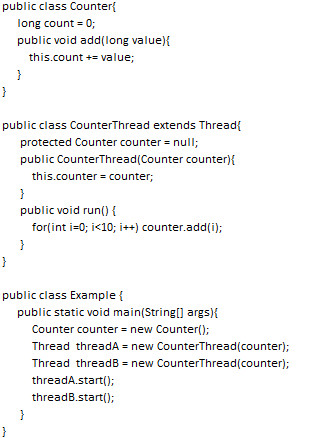 public class Counter{
long count = 0;
public void add(long value){
this.count += value;
}
}
public class CounterThread extends Thread{
protected Counter counter = null;
public CounterThread(Counter counter){
this.counter = counter;
}
public void run() {
for(int i=0; i<10; i++) counter.add(i);
}
}
public class Example {
public static void main(String[] args){
Counter counter = new Counter();
Thread  threadA = new CounterThread(counter);
Thread  threadB = new CounterThread(counter);
threadA.start();
threadB.start();
}
}